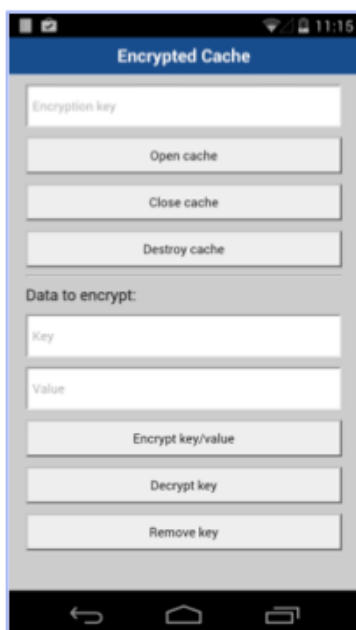 11:15
Encrypted Cache
Encryption key
Open cache
Close cache
Destroy cache
Data to encrypt:
Key
Value
Encrypt key/value
Decrypt key
Remove key